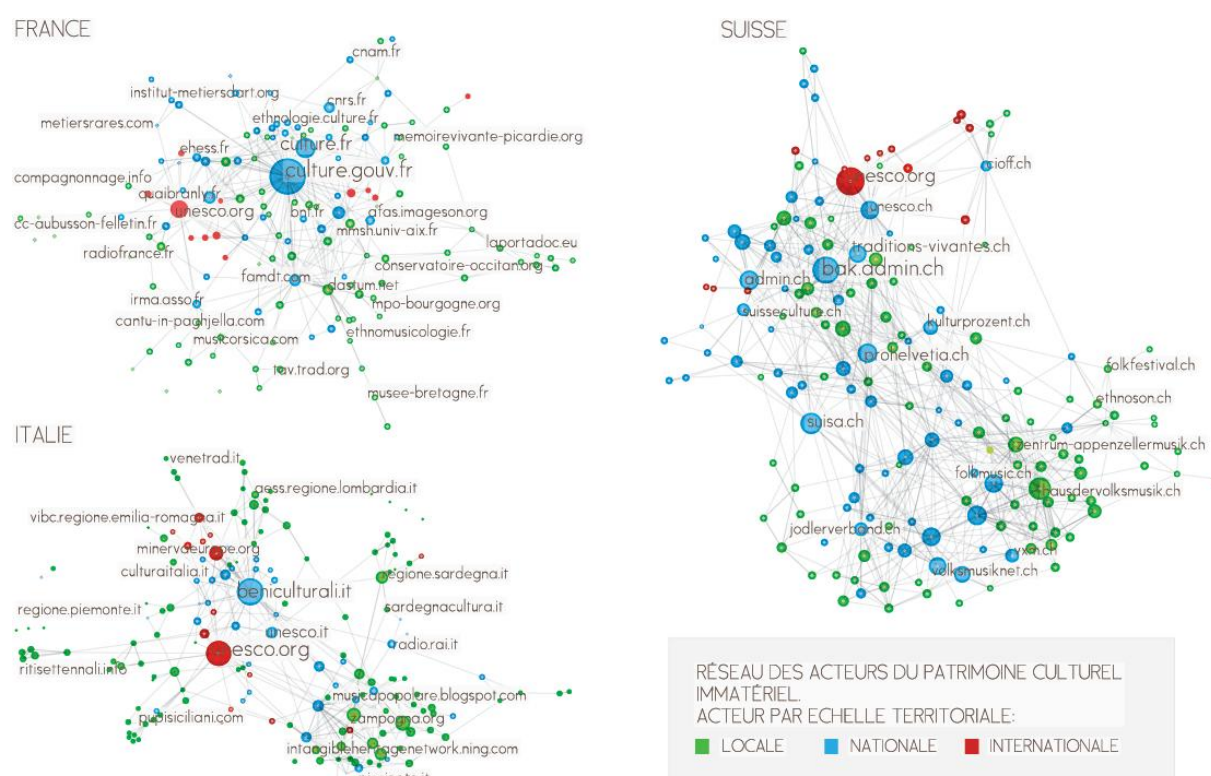 FRANCE
cnam.fr
institut-metiersdart.org
cnrs.fr
metiersrares.com
ethnologie.culture.fr
memoirevivante-picardie.org
culture.fr
ehess.fr
culture.gouv.fr
compagnonnage.info
quaibranly.fr
unesco.org
bnf.fr
afas.imageson.org
cc-aubusson-felletin.fr
mmsh.univ-aix.fr
radiofrance.fr
laportadoc.eu
conservatoire-occitan.org
famdt.com
dastum.net
irma.asso.fr
mpo-bourgogne.org
cantu-in-paghjella.com
ethnomusicologie.fr
musicorsica.com
musee-bretagne.fr
SUISSE
cioff.ch
unesco.org
unesco.ch
traditions-vivantes.ch
bak.admin.ch
admin.ch
suisseculture.ch
kulturprozent.ch
prohelvetia.ch
folkfestival.ch
ethnoson.ch
suisa.ch
zentrum-appenzellermusik.ch
folkmusic.ch
hausdervolksmusik.ch
jodlerverband.ch
vxm.ch
volksmusiknet.ch
ITALIE
venetrad.it
aess.regione.lombardia.it
vibc.regione.emilia-romagna.it
minervaeurope.org
culturaitalia.it
beniculturali.it
regione.sardegna.it
regione.piemonte.it
sardegnacultura.it
unesco.it
esco.org
radio.rai.it
ritisettennali.info
musicapopolare.blogspot.com
pupisiciliani.com
zampogna.org
intangibleheritagenetwork.ning.com
RÉSEAU DES ACTEURS DU PATRIMOINE CULTUREL
IMMATÉRIEL.
ACTEUR PAR ECHELLE TERRITORIALE:
LOCALE NATIONALE INTERNATIONALE